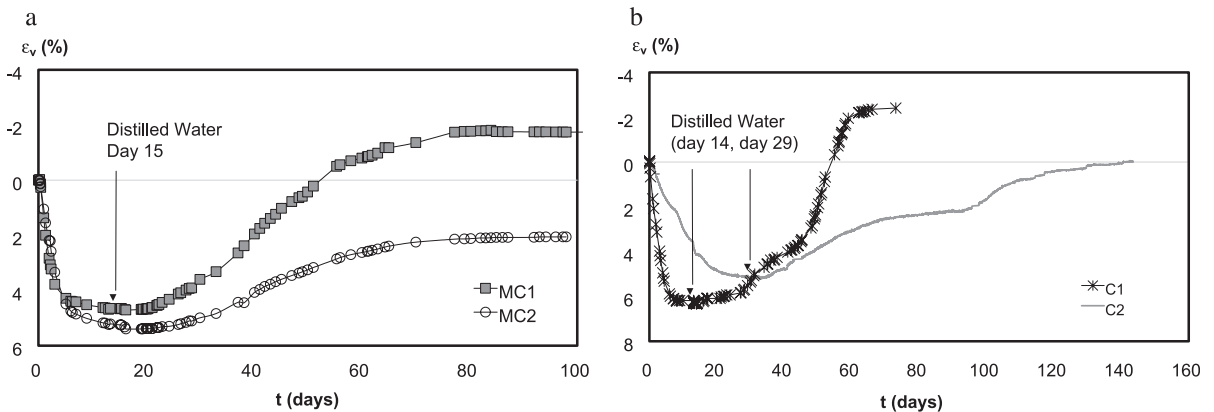 a
εv (%)
-4
-2
0
2
4
6
Distilled Water
Day 15
MC1
MC2
0 20 40 60 80 100
t (days)
b
εv (%)
-4
-2
0
2
4
6
8
Distilled Water
(day 14, day 29)
C1
C2
0 20 40 60 80 100 120 140 160
t (days)